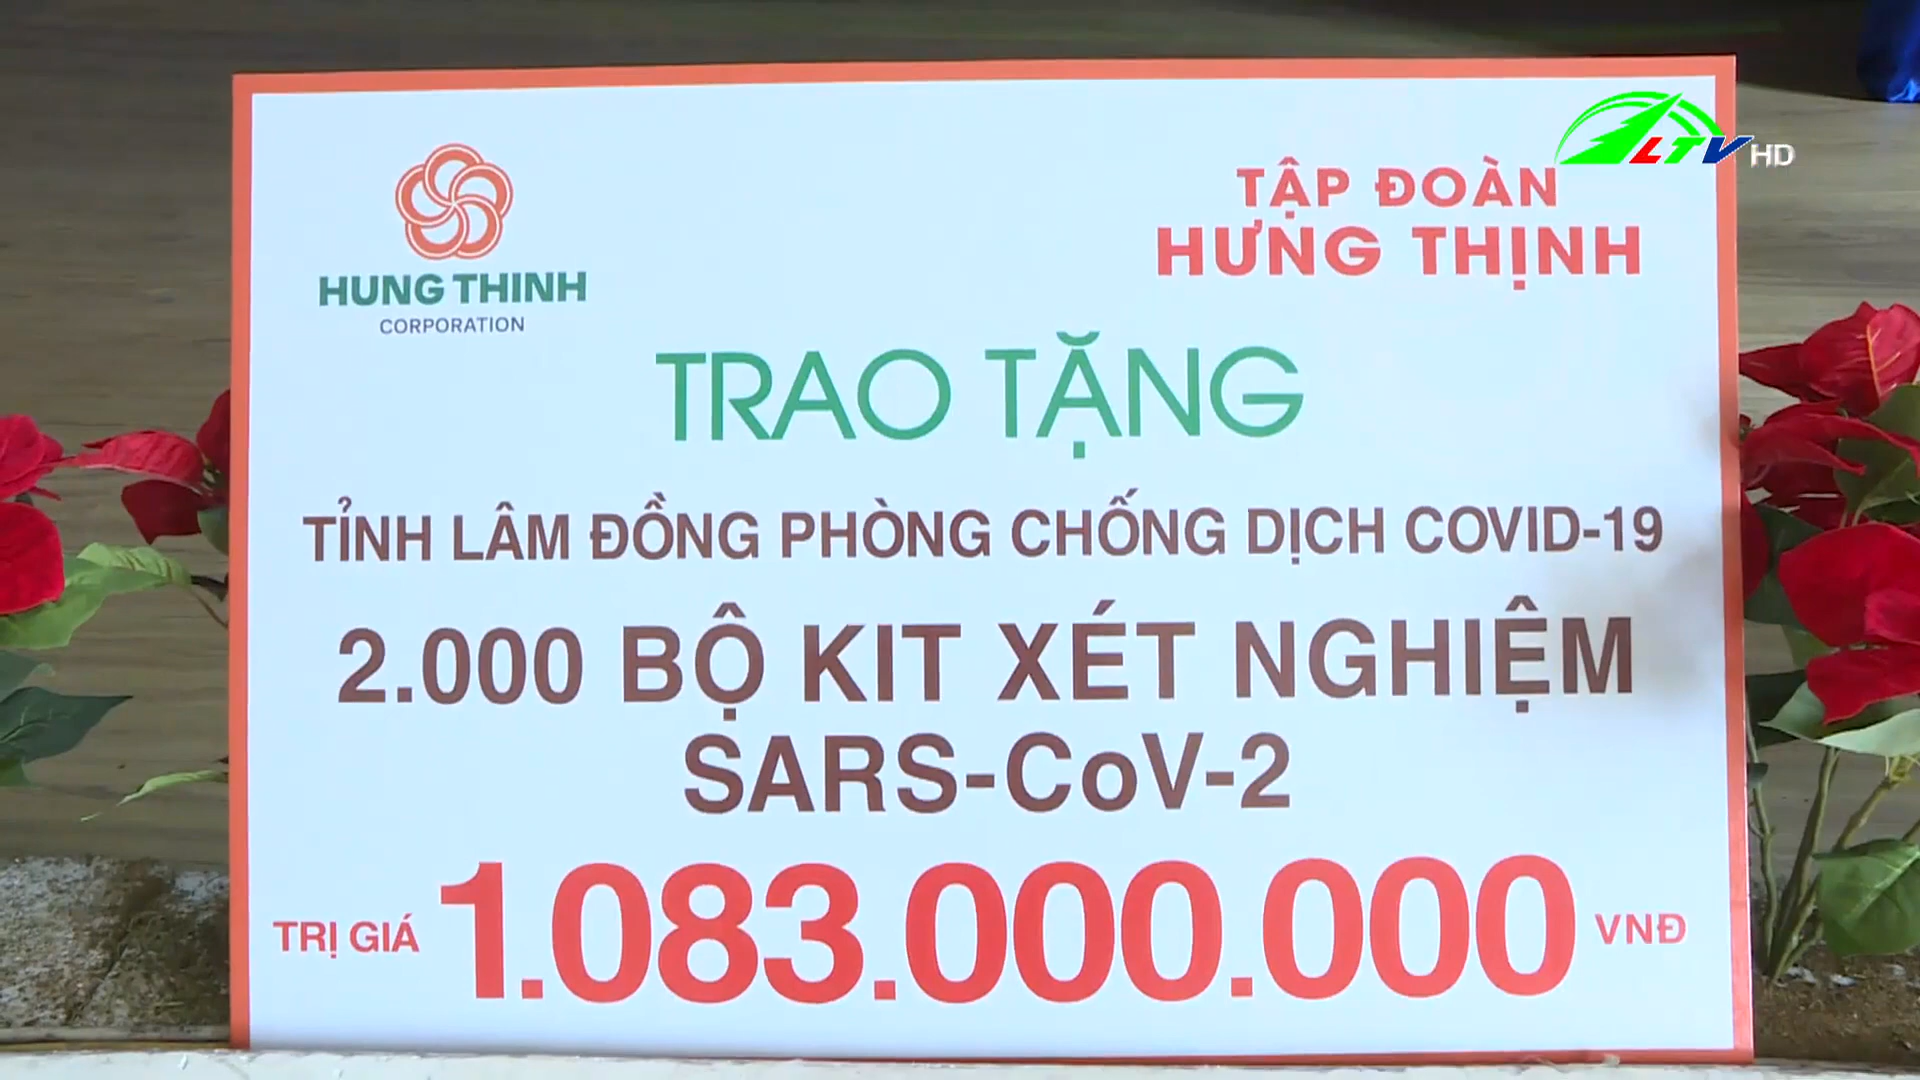 LTV HD
HUNG THINH
CORPORATION
TẬP ĐOÀN
HƯNG THỊNH
TRAO TẶNG
TỈNH LÂM ĐỒNG PHÒNG CHỐNG DỊCH COVID-19
2.000 BỘ KIT XÉT NGHIỆM
SARS-CoV-2
TRỊ GIÁ 1.083.000.000 VNĐ